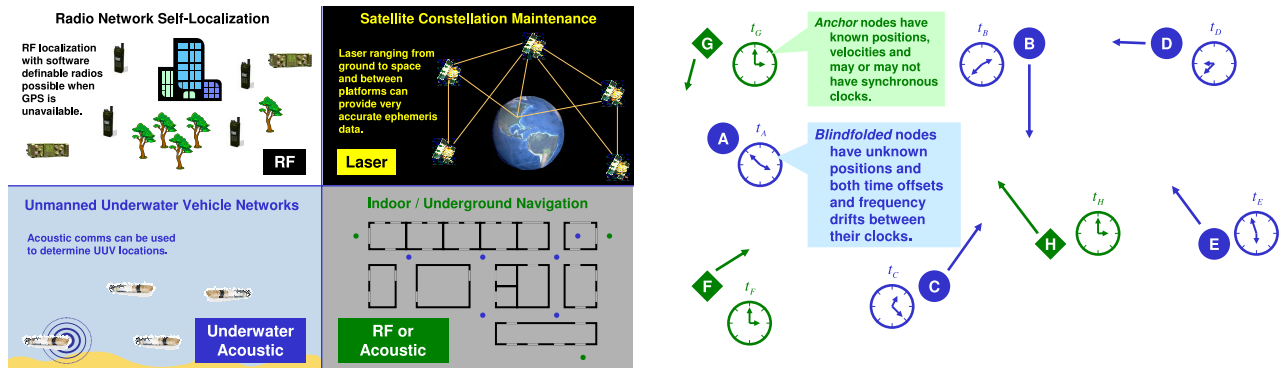 Radio Network Self-Localization
RF localization
with software
definable radios
possible when
GPS is
unavailable.
RF
Satellite Constellation Maintenance
Laser ranging from
ground to space
and between
platforms can
provide very
accurate ephemeris
data.
Laser
Unmanned Underwater Vehicle Networks
Acoustic comms can be used
to determine UUV locations.
Underwater
Acoustic
Indoor / Underground Navigation
RF or
Acoustic
G
t_G
Anchor nodes have
known positions,
velocities and
may or may not
have synchronous
clocks.
t_B
B
D
t_D
A
t_A
Blindfolded nodes
have unknown
positions and
both time offsets
and frequency
drifts between
their clocks.
t_H
H
t_E
E
F
t_F
t_C
C